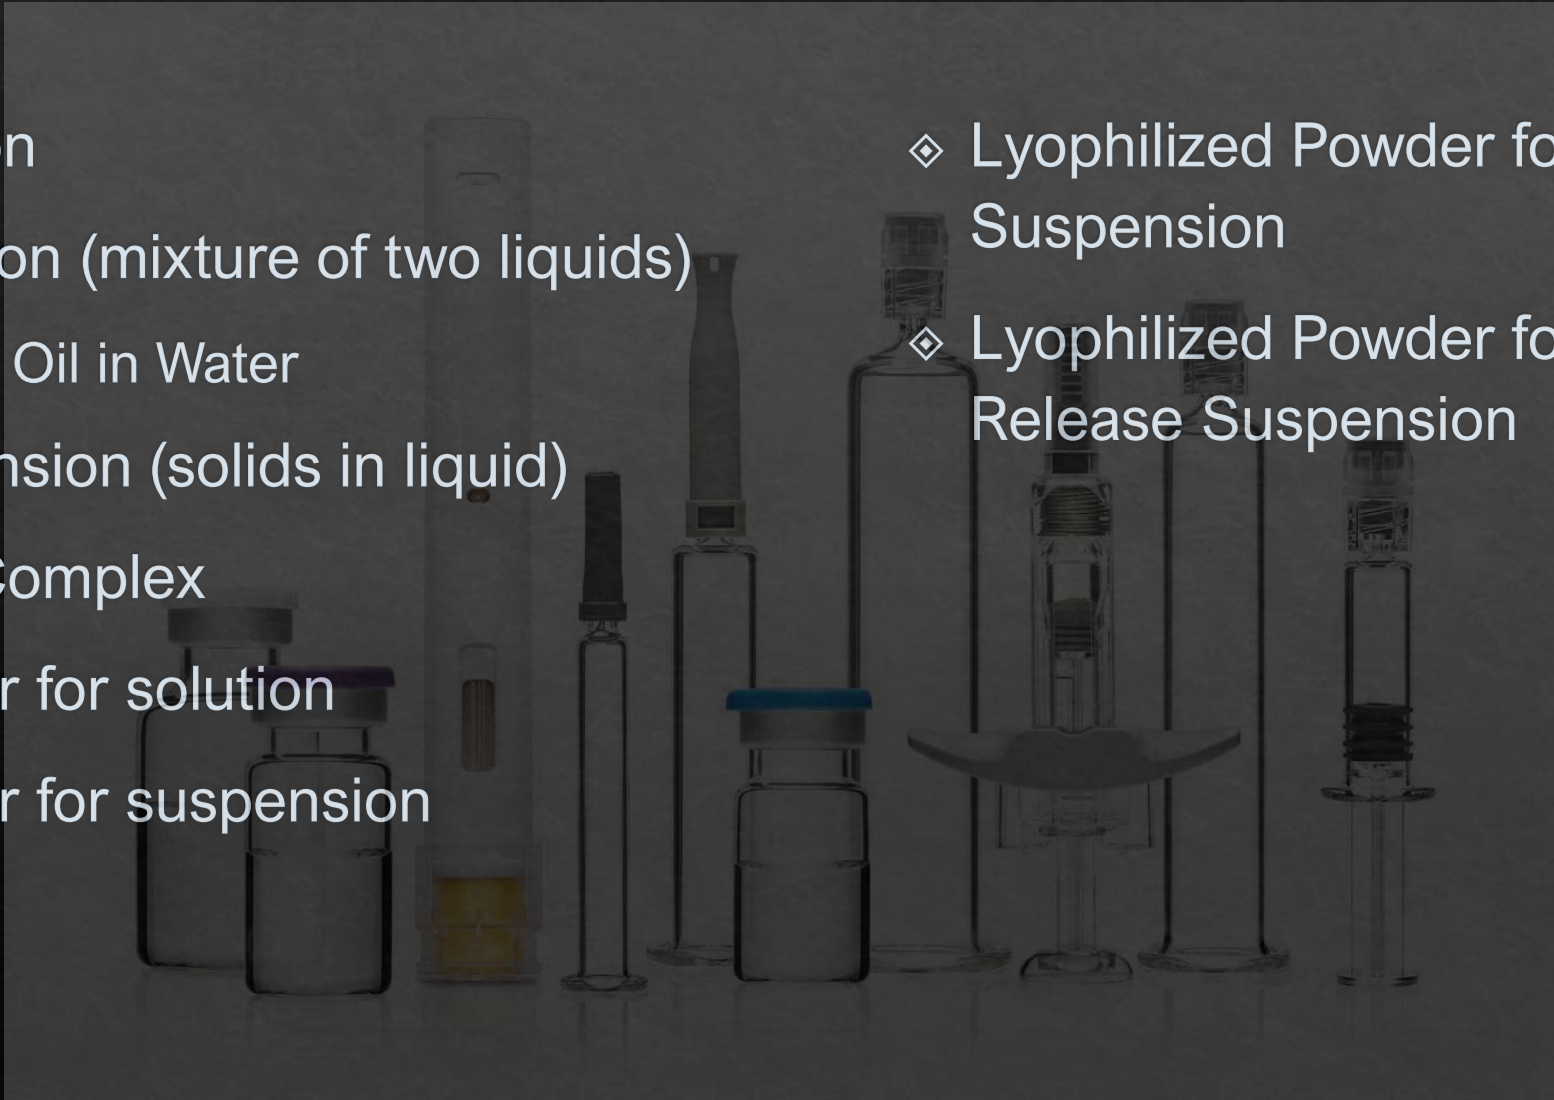 on (mixture of two liquids)
Oil in Water
nsion (solids in liquid)
Complex
r for solution
r for suspension
Lyophilized Powder fo
Suspension
Lyophilized Powder fo
Release Suspension